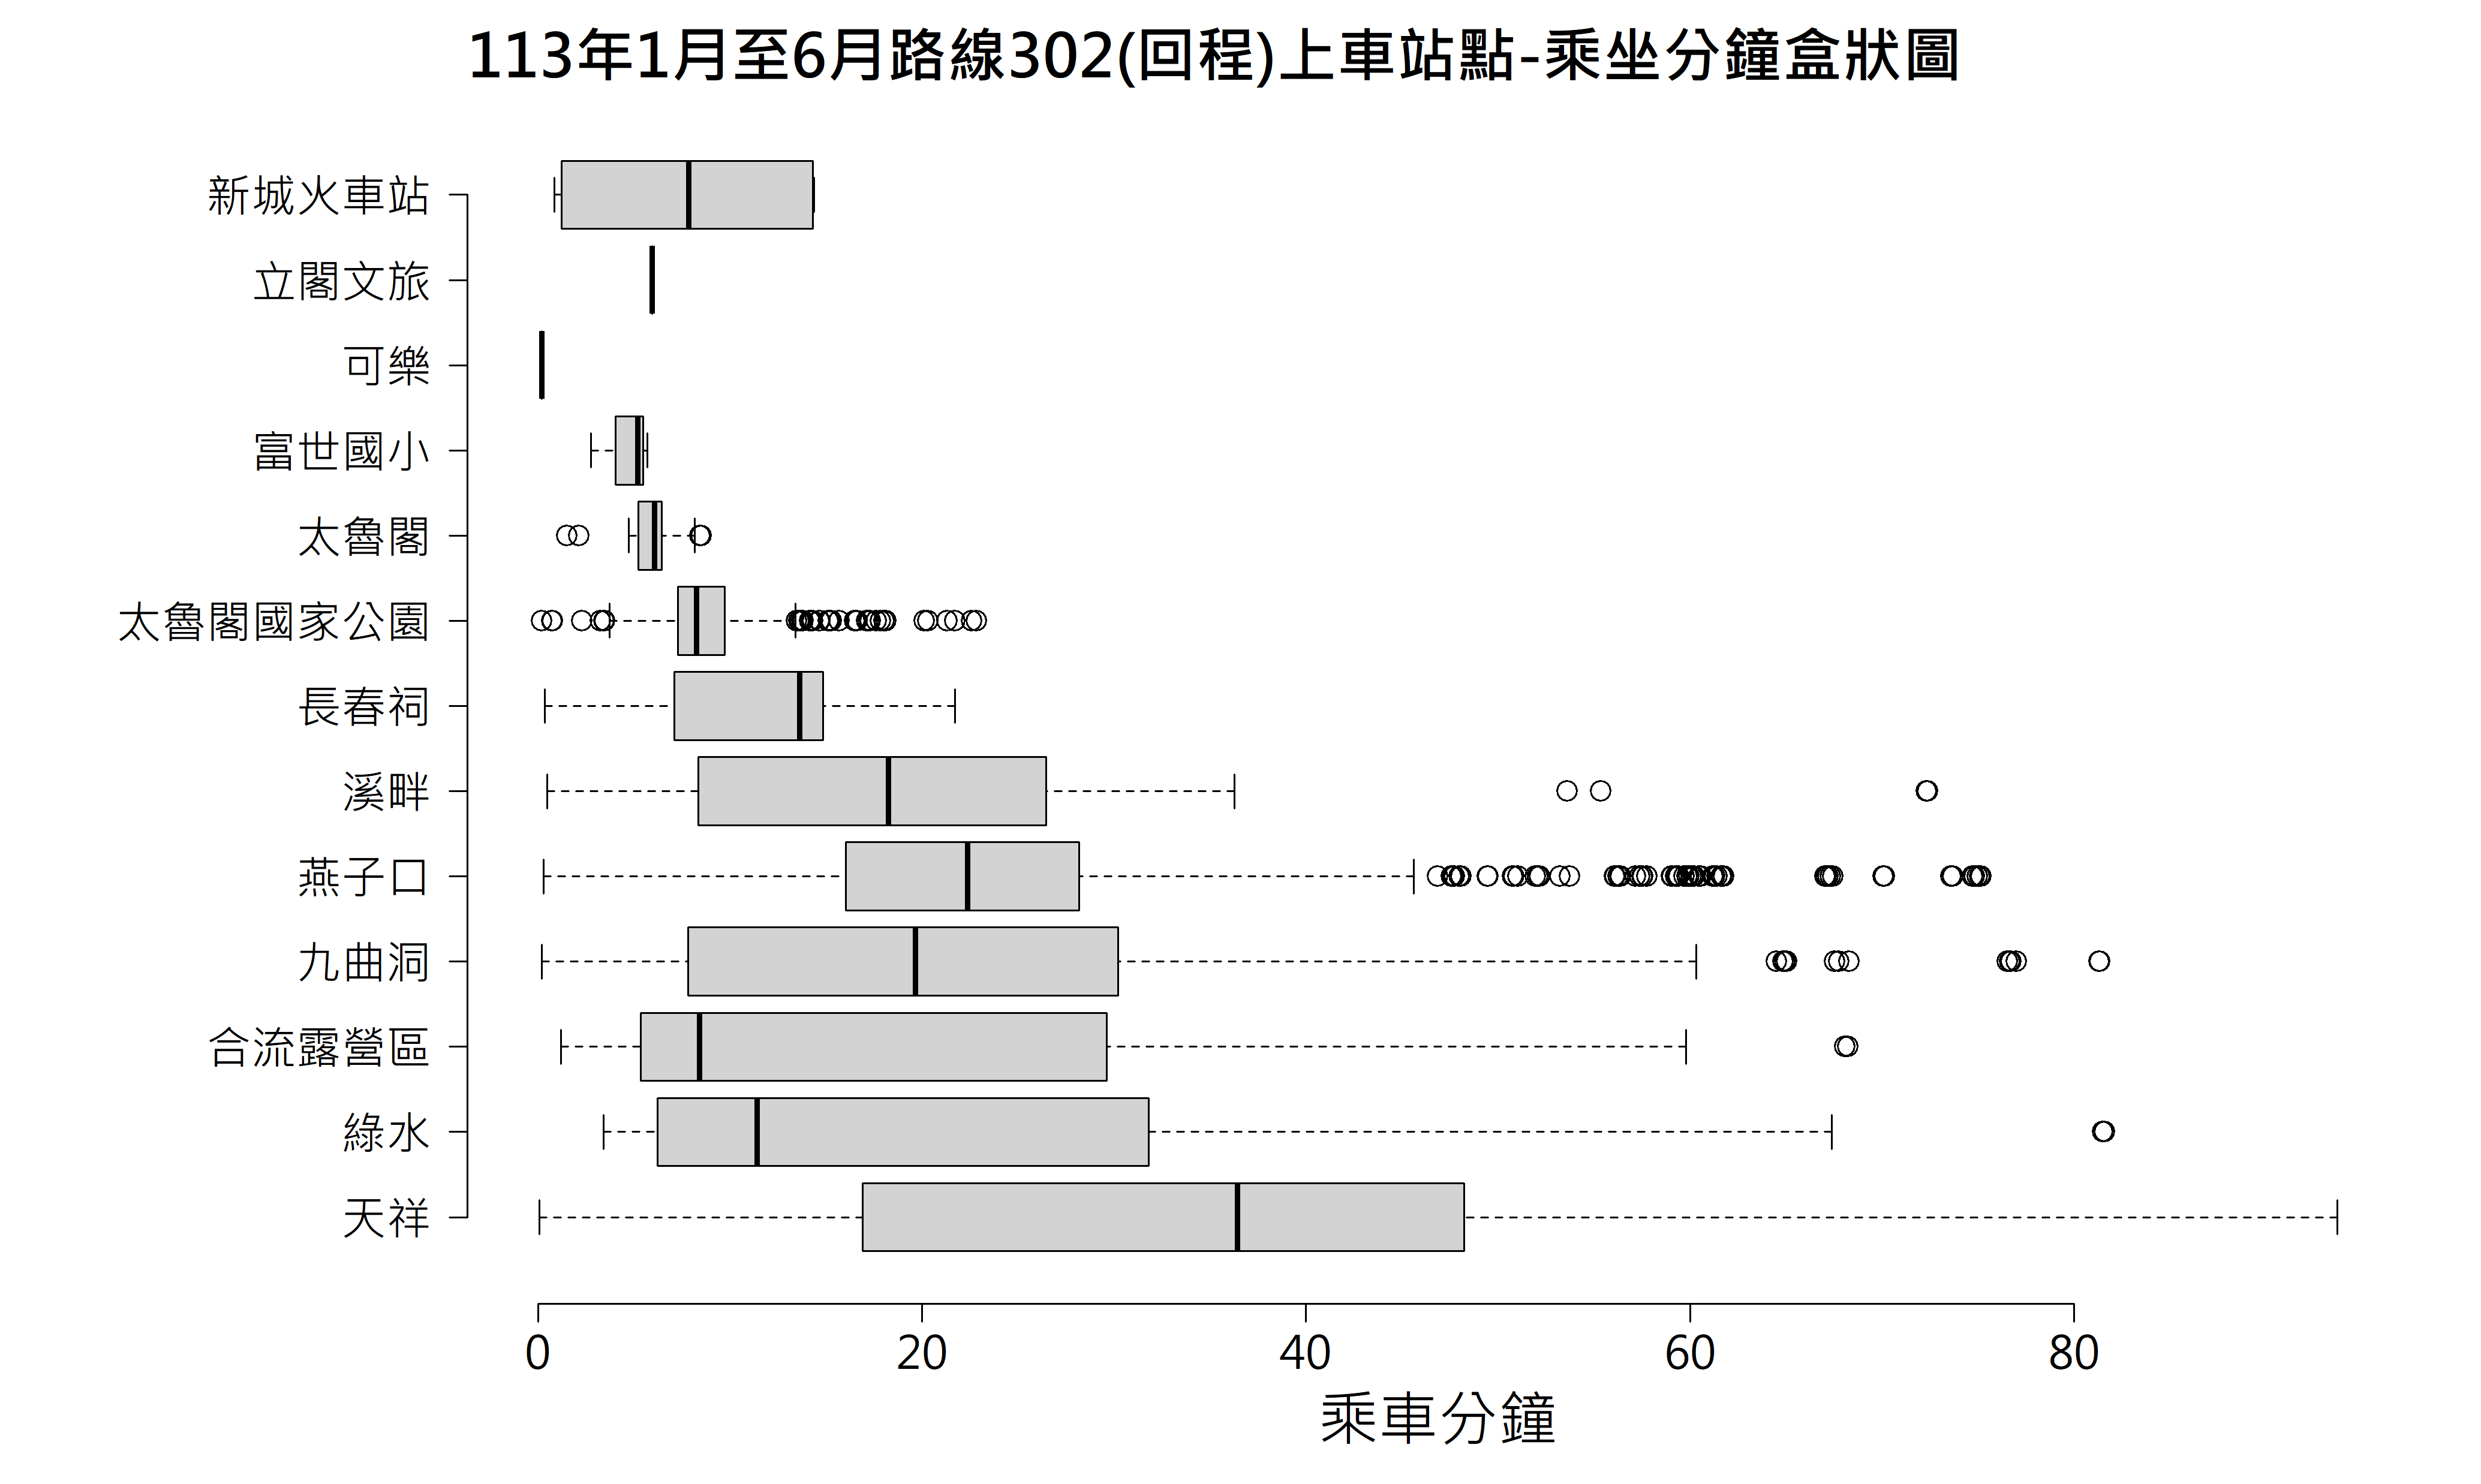 113年1月至6月路線302(回程)上車站點-乘坐分鐘盒狀圖
新城火車站
立閣文旅
可樂
富世國小
太魯閣
太魯閣國家公園
長春祠
溪畔
燕子口
九曲洞
合流露營區
綠水
天祥
0 20 40 60 80
乘車分鐘